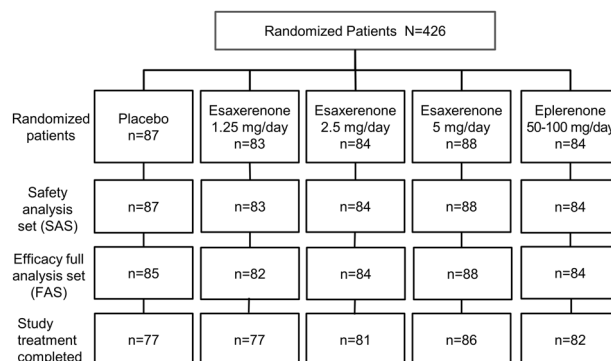 Randomized Patients N=426
Randomized
patients
Placebo
n=87
Esaxerenone
1.25 mg/day
n=83
Esaxerenone
2.5 mg/day
n=84
Esaxerenone
5 mg/day
n=88
Eplerenone
50-100 mg/day
n=84
Safety
analysis
set (SAS)
n=87
n=83
n=84
n=88
n=84
Efficacy full
analysis set
(FAS)
n=85
n=82
n=84
n=88
n=84
Study
treatment
completed
n=77
n=77
n=81
n=86
n=82